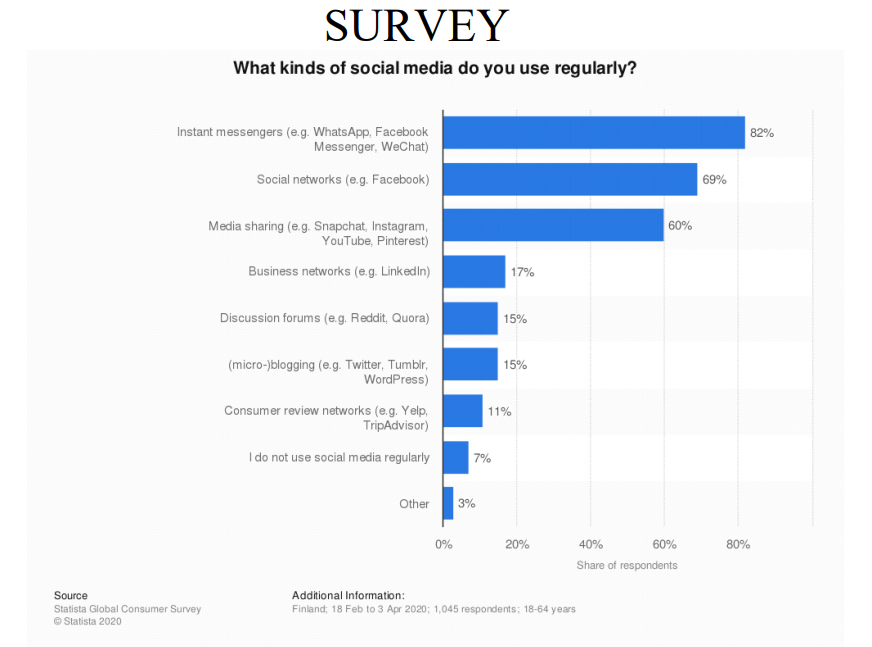 SURVEY
What kinds of social media do you use regularly?
Instant messengers (e.g. WhatsApp, Facebook
Messenger, WeChat)
82%
Social networks (e.g. Facebook)
69%
Media sharing (e.g. Snapchat, Instagram,
YouTube, Pinterest)
60%
Business networks (e.g. LinkedIn)
17%
Discussion forums (e.g. Reddit, Quora)
15%
(micro-)blogging (e.g. Twitter, Tumblr,
WordPress)
15%
Consumer review networks (e.g. Yelp,
TripAdvisor)
11%
I do not use social media regularly
7%
Other
3%
0% 20% 40% 60% 80%
Share of respondents
Source
Statista Global Consumer Survey
© Statista 2020
Additional Information:
Finland; 18 Feb to 3 Apr 2020; 1,045 respondents; 18-64 years